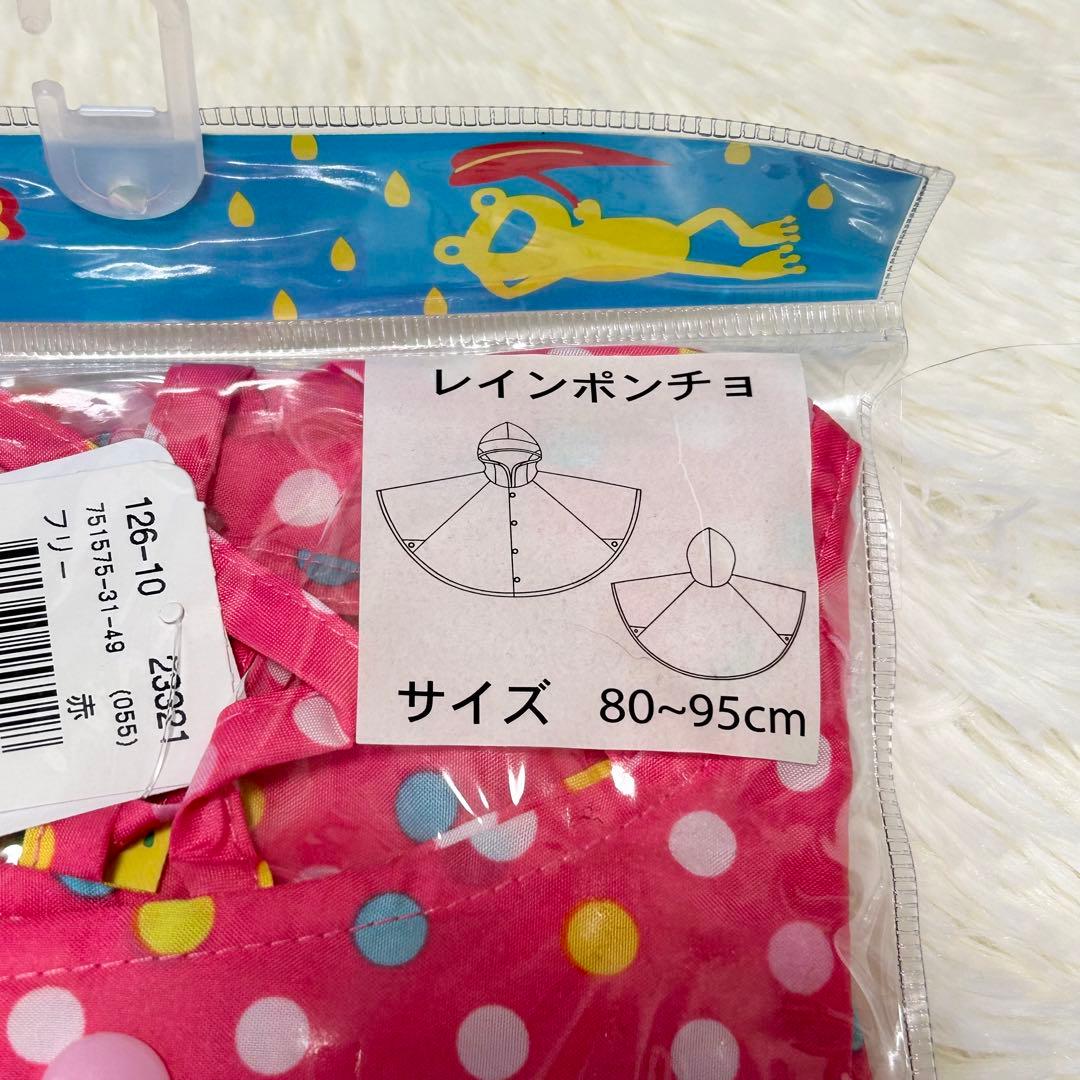 レインポンチョ
サイズ 80~95cm
126-10 23321
751575-31-49 (055)
フリー 赤